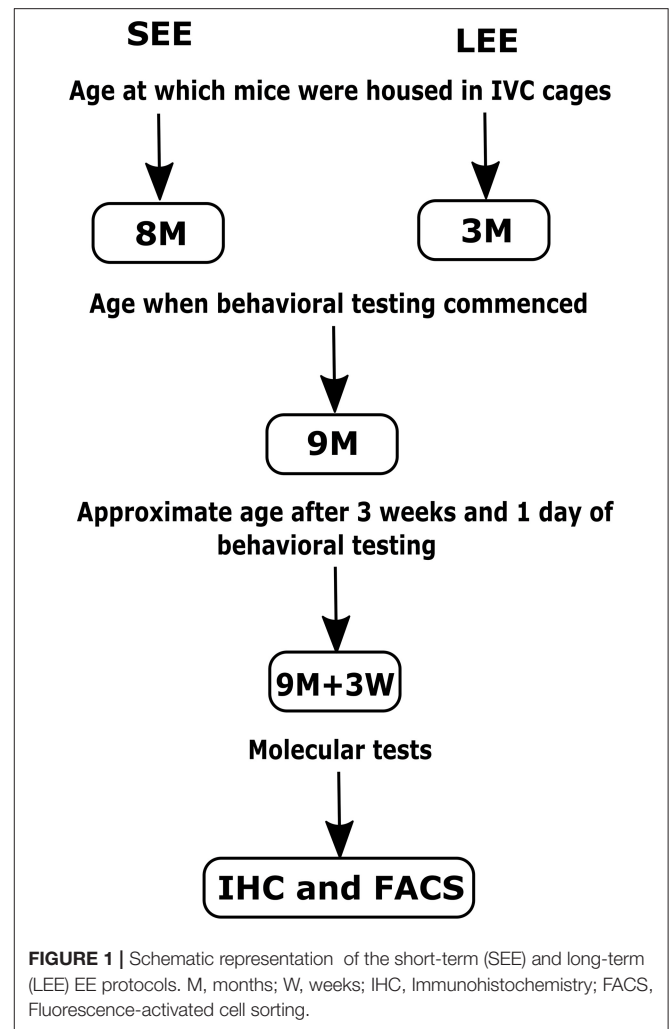 SEE LEE
Age at which mice were housed in IVC cages
8M 3M
Age when behavioral testing commenced
9M
Approximate age after 3 weeks and 1 day of
behavioral testing
9M+3W
Molecular tests
IHC and FACS
FIGURE 1 | Schematic representation of the short-term (SEE) and long-term
(LEE) EE protocols. M, months; W, weeks; IHC, Immunohistochemistry; FACS,
Fluorescence-activated cell sorting.